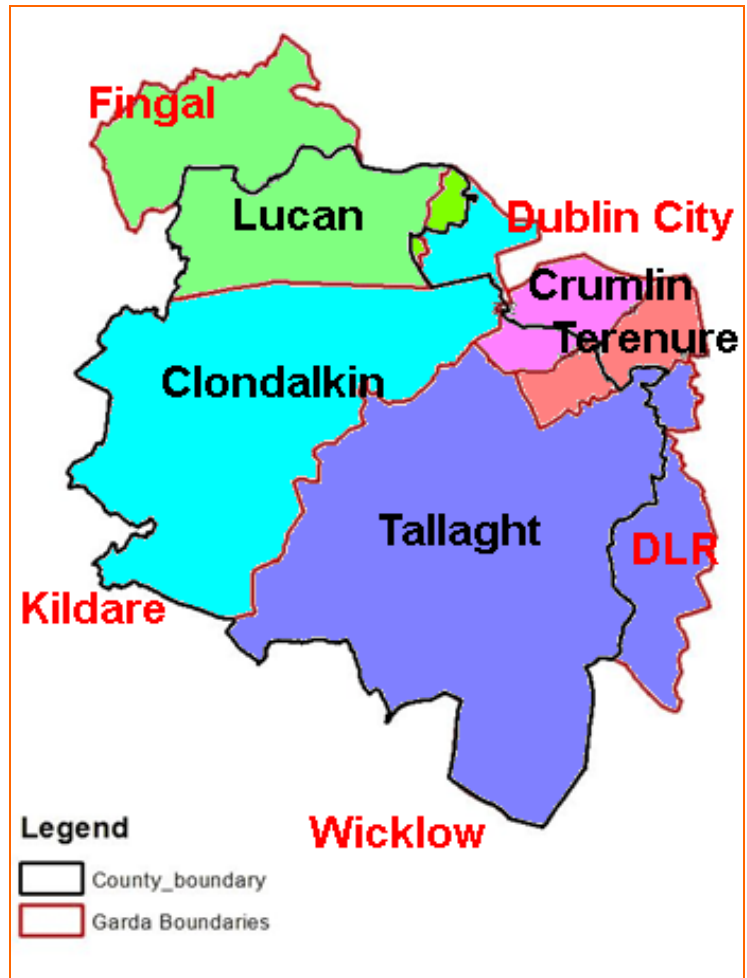 Fingal
Lucan
Dublin City
Crumlin
Terenure
Clondalkin
Tallaght
DLR
Kildare
Wicklow
Legend
County_boundary
Garda Boundaries